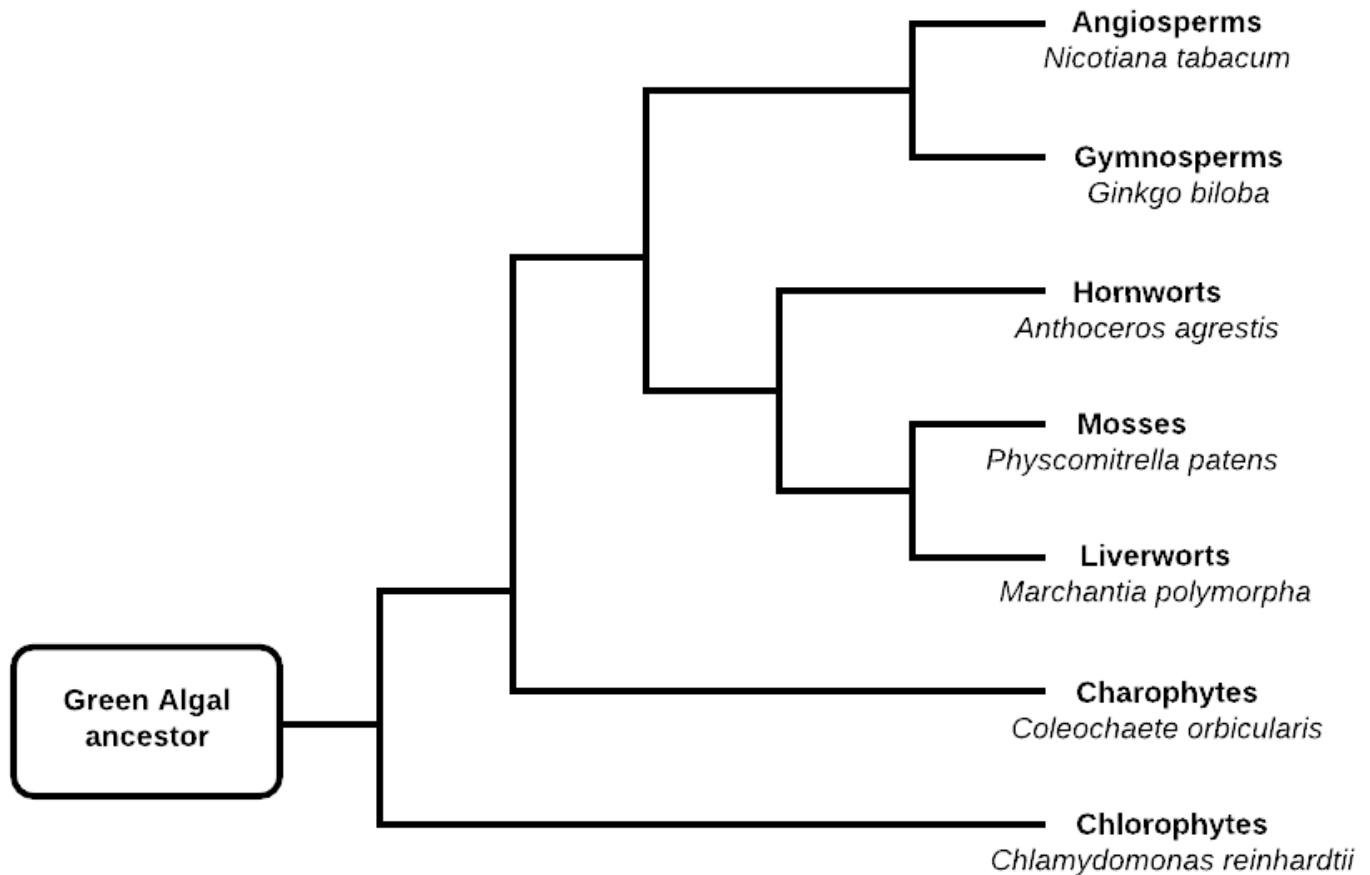 Angiosperms
Nicotiana tabacum
Gymnosperms
Ginkgo biloba
Hornworts
Anthoceros agrestis
Mosses
Physcomitrella patens
Liverworts
Marchantia polymorpha
Green Algal
ancestor
Charophytes
Coleochaete orbicularis
Chlorophytes
Chlamydomonas reinhardtii